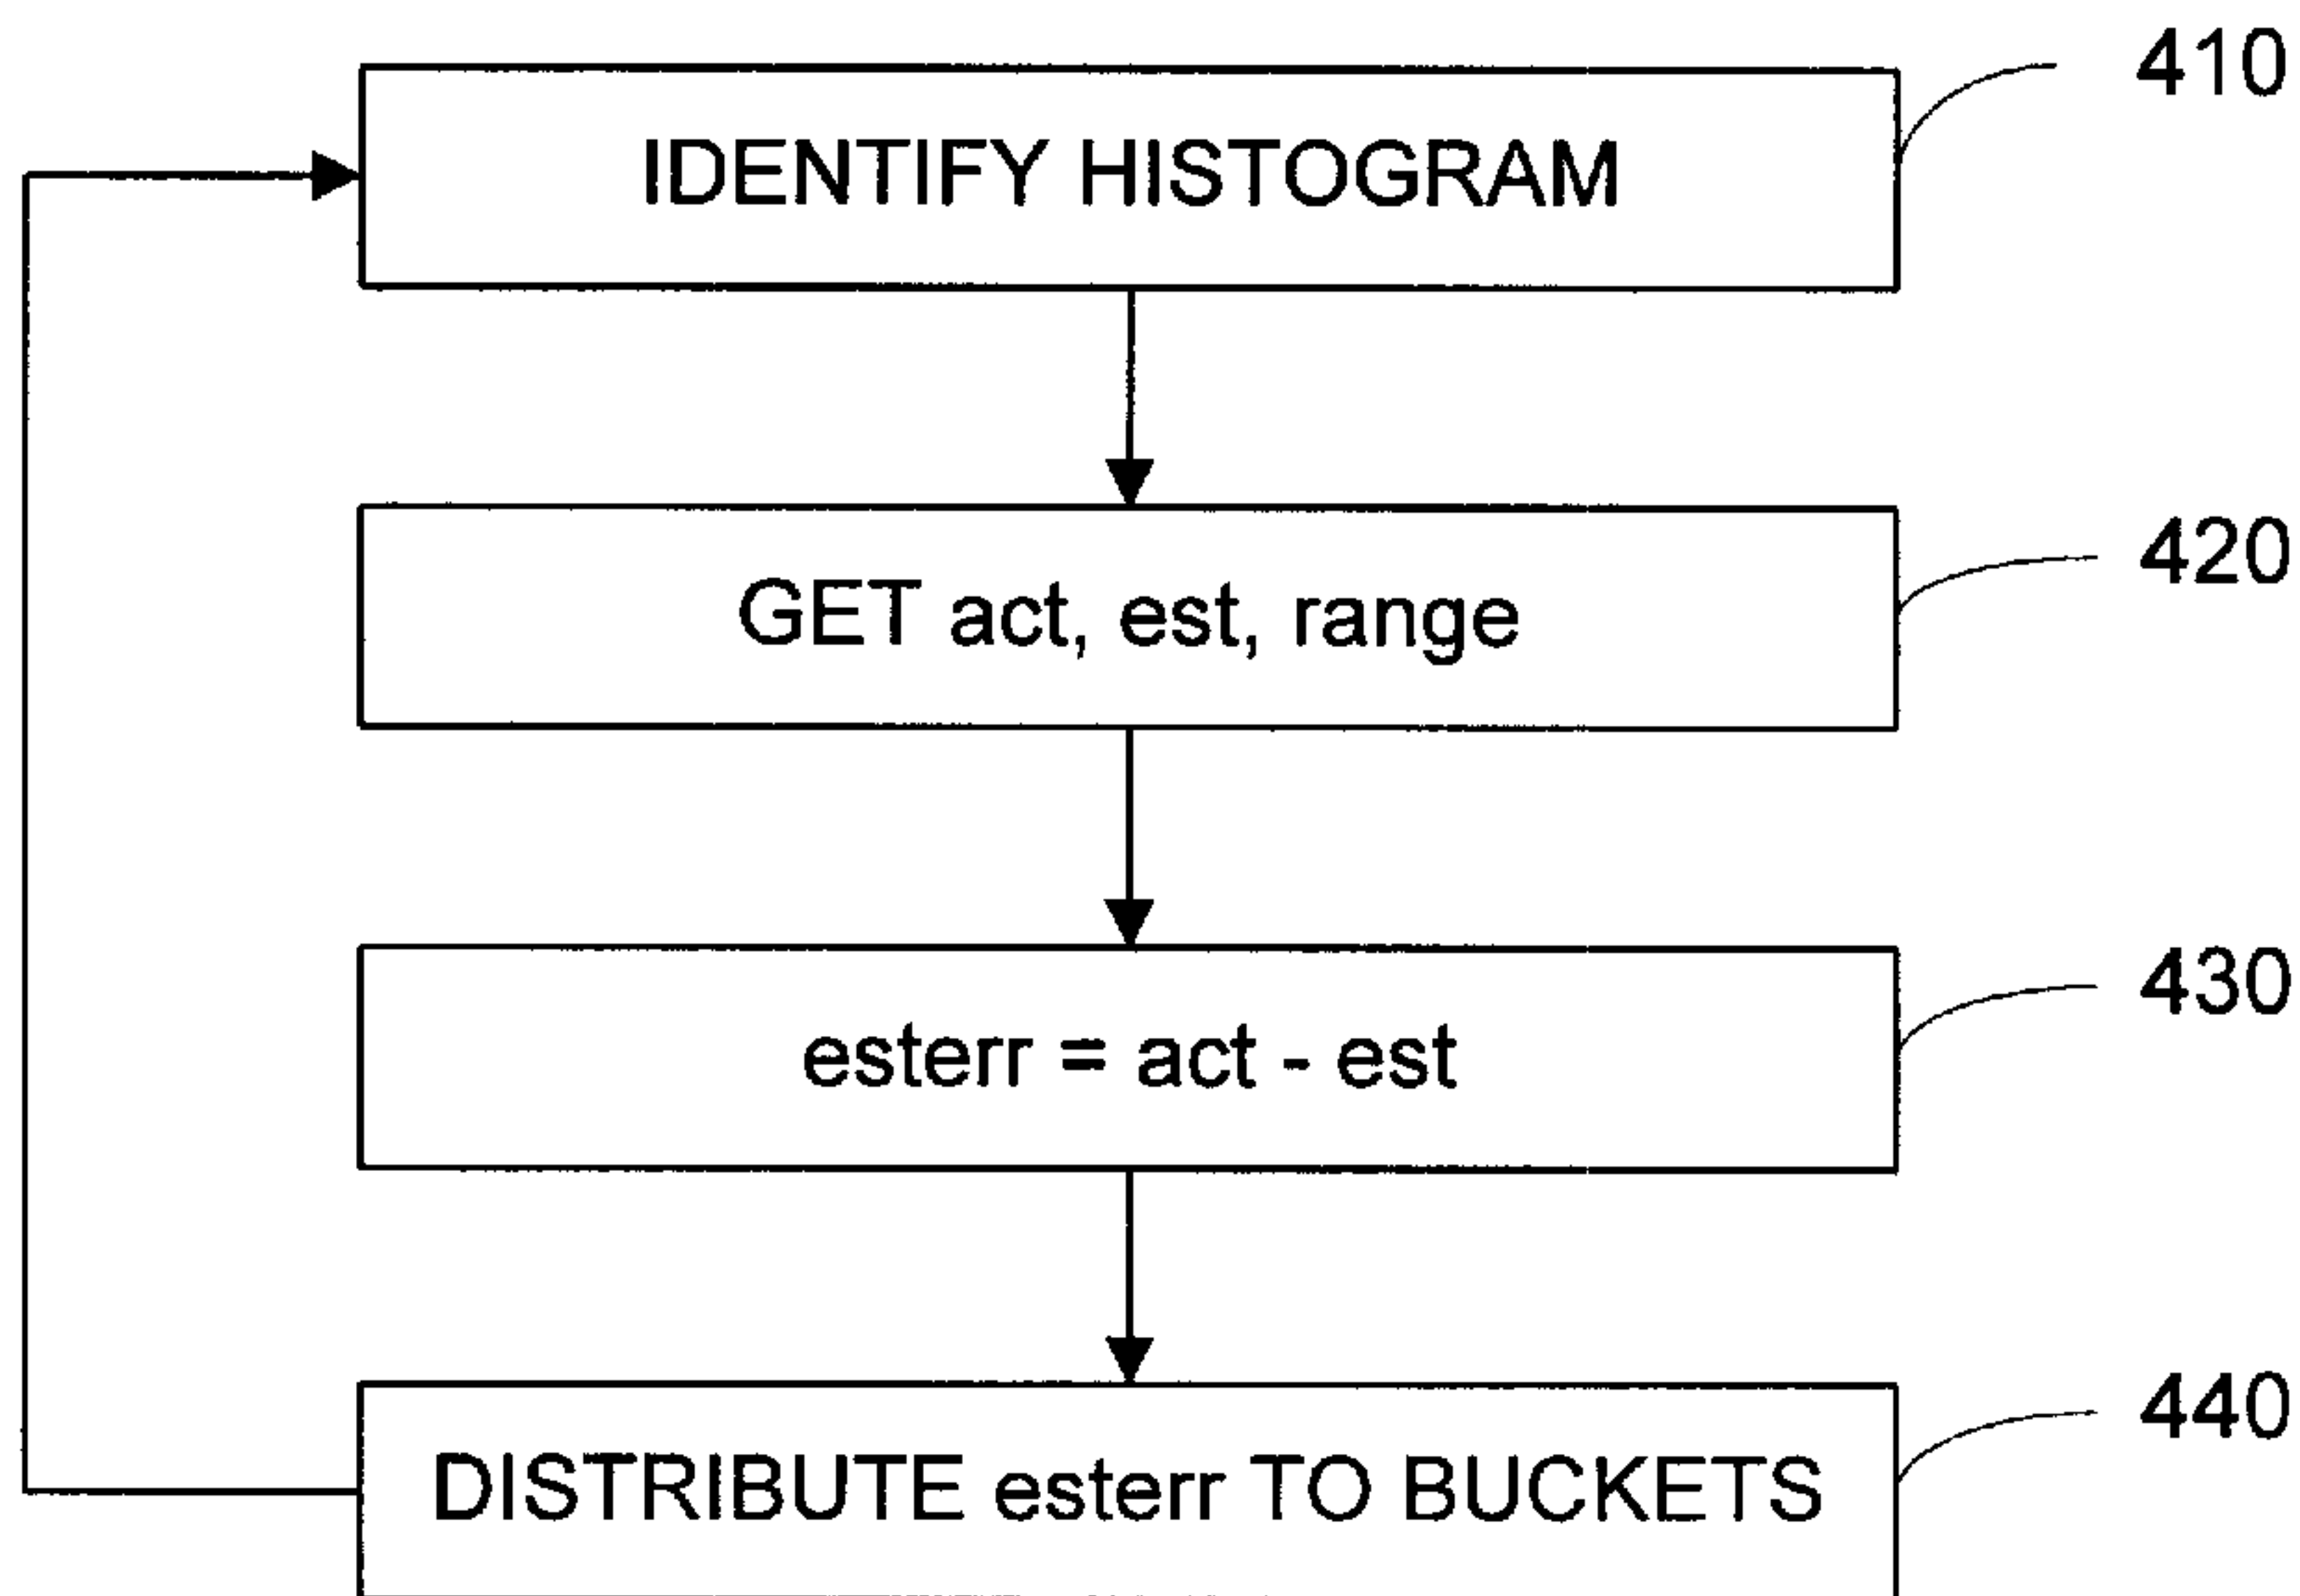 410
IDENTIFY HISTOGRAM
420
GET act, est, range
430
esterr = act - est
440
DISTRIBUTE esterr TO BUCKETS